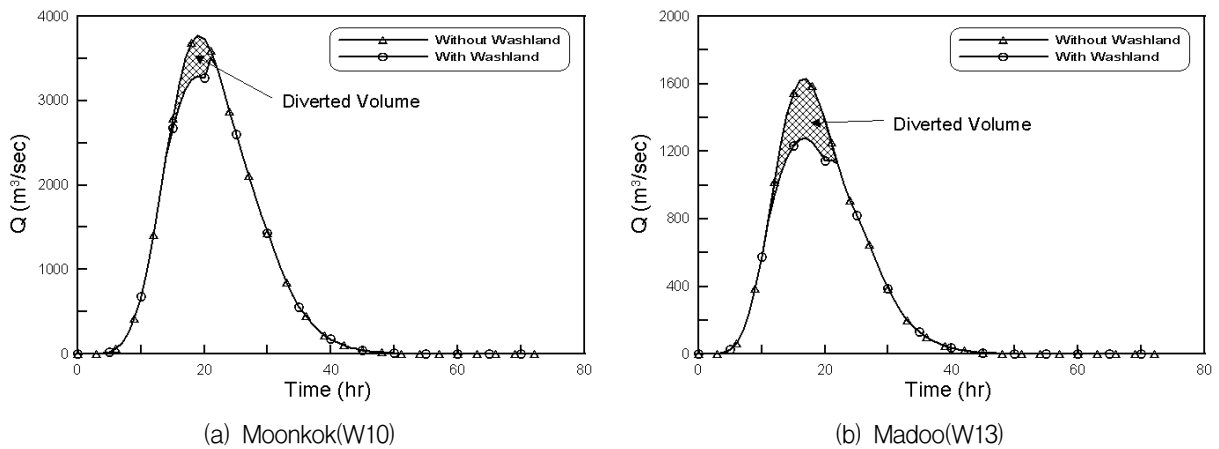 4000
3000
2000
1000
0
Q (m³/sec)
Without Washland
With Washland
Diverted Volume
0 20 40 60 80
Time (hr)
(a) Moonkok(W10)
2000
1600
1200
800
400
0
Q (m³/sec)
Without Washland
With Washland
Diverted Volume
0 20 40 60 80
Time (hr)
(b) Madoo(W13)